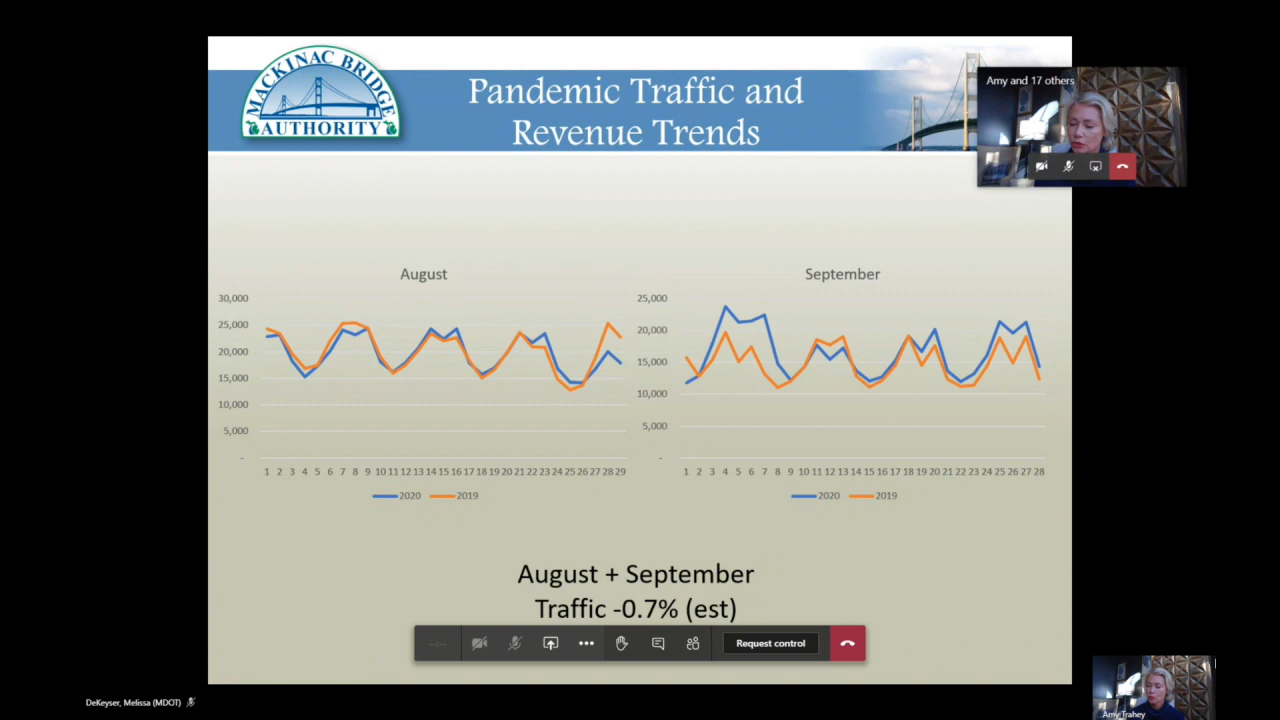 MACKINAC BRIDGE
AUTHORITY
Pandemic Traffic and
Revenue Trends
Amy and 17 others
August
30,000
25,000
20,000
15,000
10,000
5,000
-
1 2 3 4 5 6 7 8 9 10 11 12 13 14 15 16 17 18 19 20 21 22 23 24 25 26 27 28 29
2020 2019
September
25,000
20,000
15,000
10,000
5,000
-
1 2 3 4 5 6 7 8 9 10 11 12 13 14 15 16 17 18 19 20 21 22 23 24 25 26 27 28
2020 2019
August + September
Traffic -0.7% (est)
--:--
Request control
DeKeyser, Melissa (MDOT)
Amy Trahey